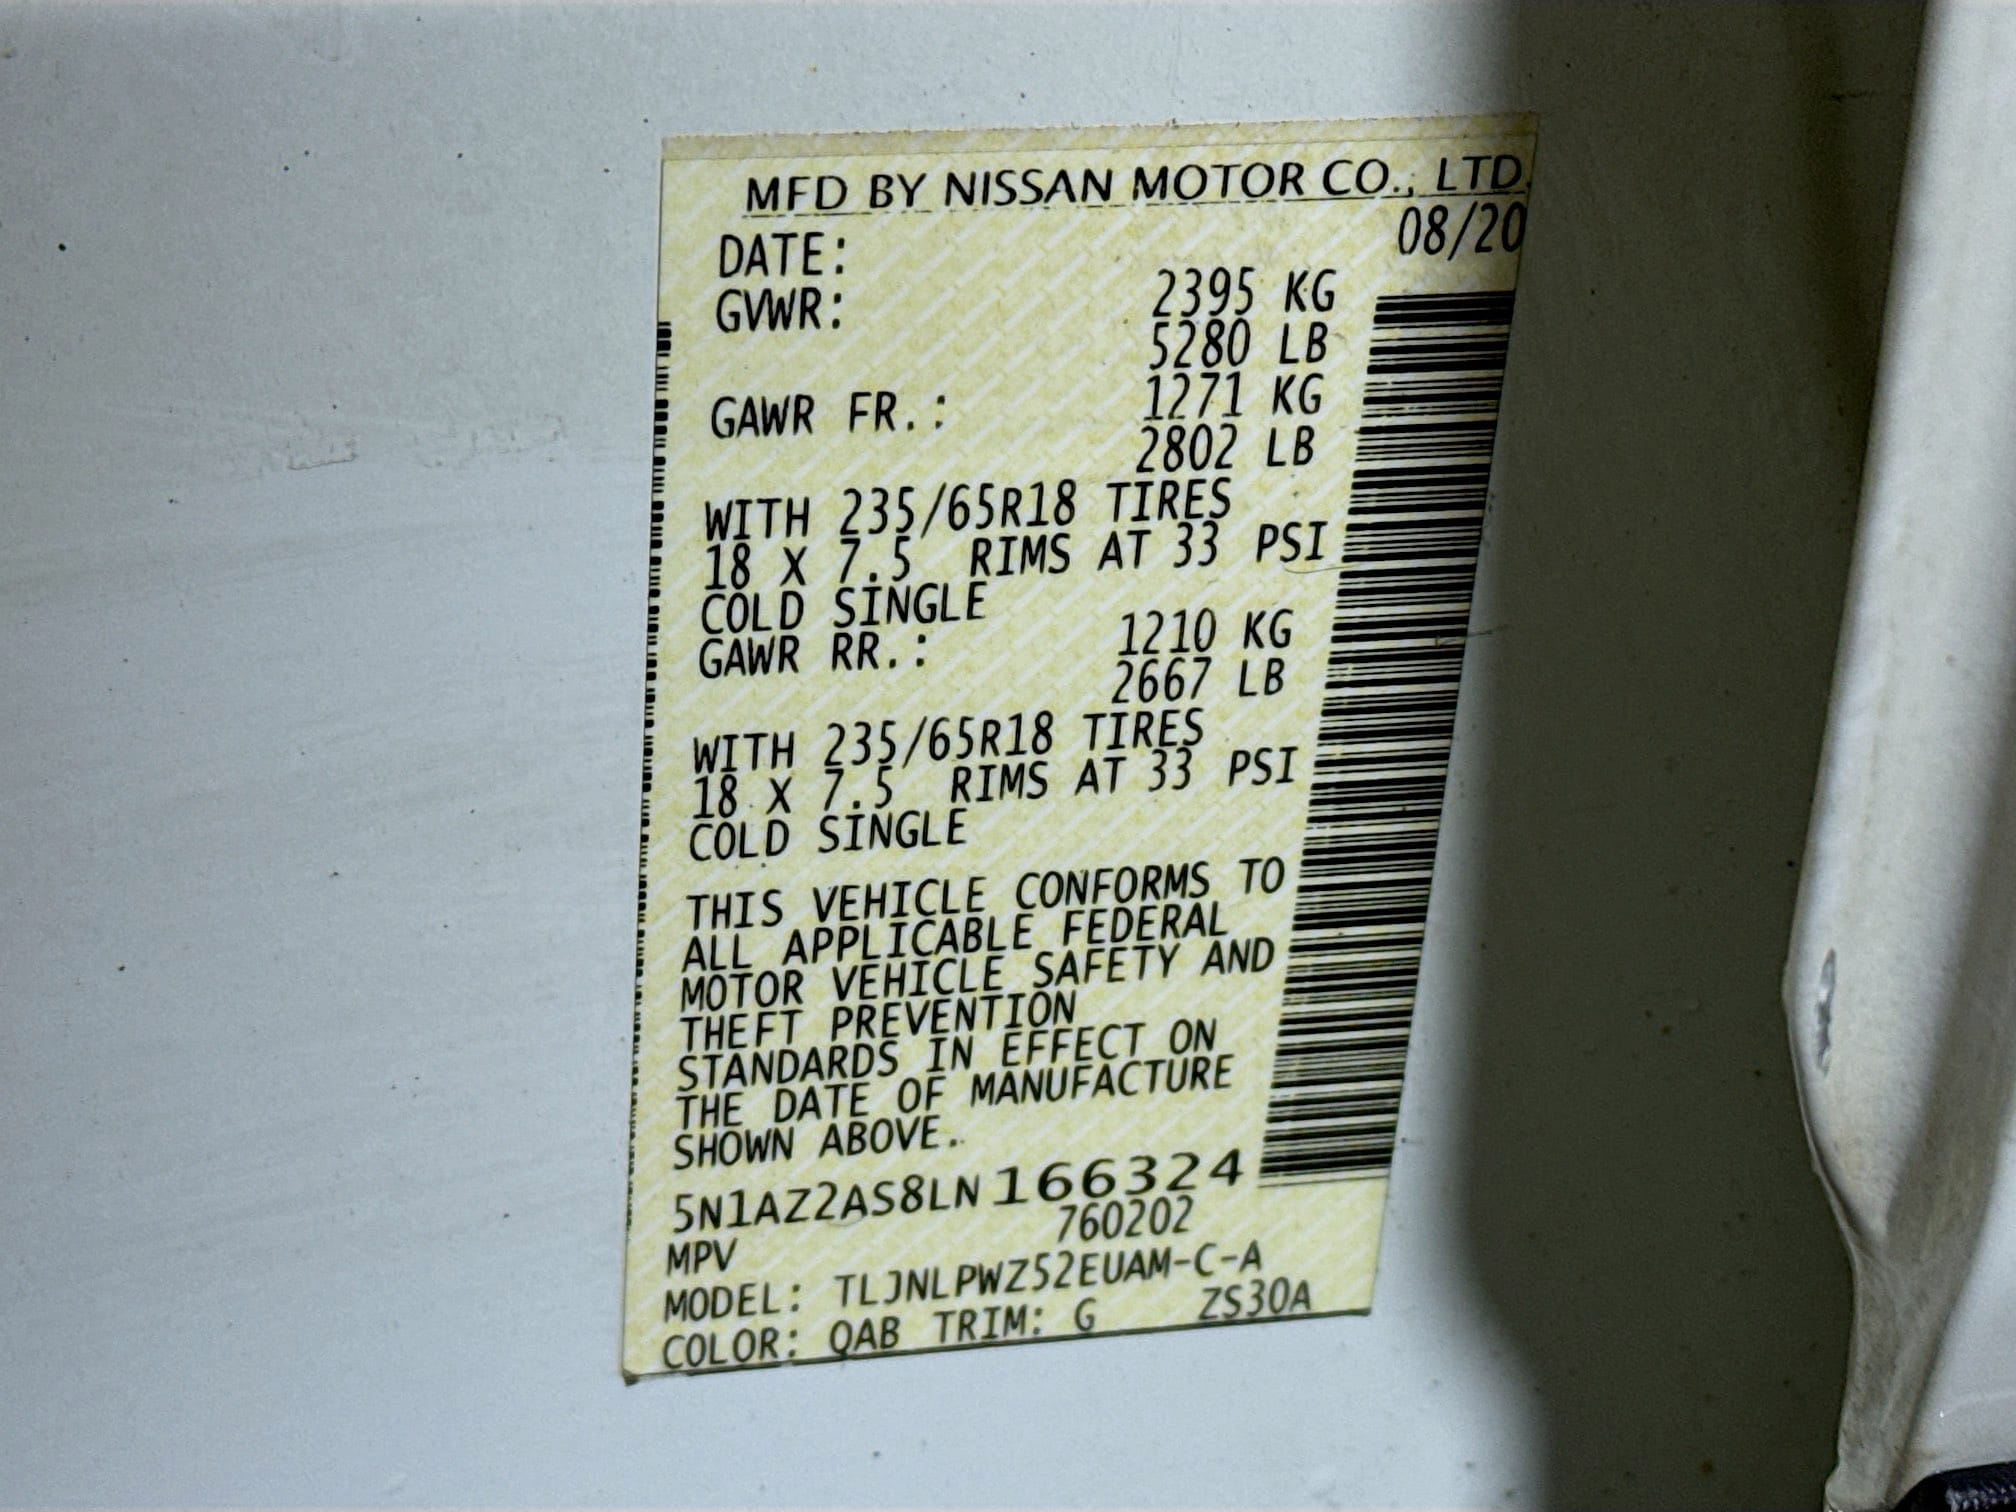 MFD BY NISSAN MOTOR CO., LTD.
DATE: 08/20
GVWR: 2395 KG
5280 LB
GAWR FR.: 1271 KG
2802 LB
WITH 235/65R18 TIRES
18 X 7.5 RIMS AT 33 PSI
COLD SINGLE
GAWR RR.: 1210 KG
2667 LB
WITH 235/65R18 TIRES
18 X 7.5 RIMS AT 33 PSI
COLD SINGLE
THIS VEHICLE CONFORMS TO
ALL APPLICABLE FEDERAL
MOTOR VEHICLE SAFETY AND
THEFT PREVENTION
STANDARDS IN EFFECT ON
THE DATE OF MANUFACTURE
SHOWN ABOVE.
5N1AZ2AS8LN166324
MPV 760202
MODEL: TLJNLPWZ52EUAM-C-A
COLOR: QAB TRIM: G ZS30A